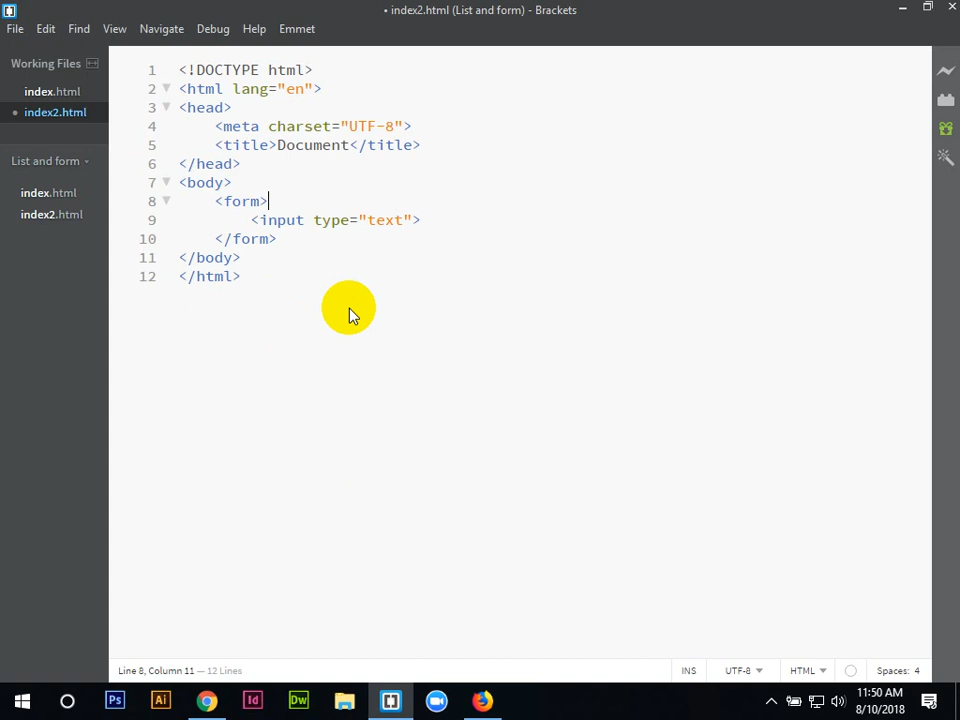 • index2.html (List and form) - Brackets
File Edit Find View Navigate Debug Help Emmet
Working Files
index.html
• index2.html
List and form
index.html
index2.html
1 <!DOCTYPE html>
2 <html lang="en">
3 <head>
4 <meta charset="UTF-8">
5 <title>Document</title>
6 </head>
7 <body>
8 <form>
9 <input type="text">
10 </form>
11 </body>
12 </html>
Line 8, Column 11 — 12 Lines
INS UTF-8 HTML Spaces: 4
Ps Ai Id Dw
11:50 AM
8/10/2018